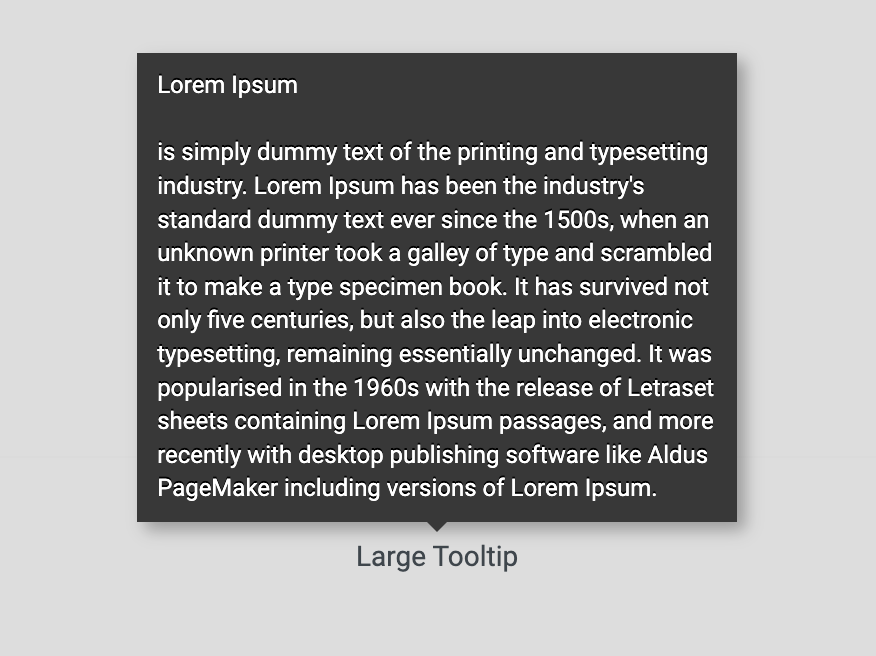 Lorem Ipsum
is simply dummy text of the printing and typesetting
industry. Lorem Ipsum has been the industry's
standard dummy text ever since the 1500s, when an
unknown printer took a galley of type and scrambled
it to make a type specimen book. It has survived not
only five centuries, but also the leap into electronic
typesetting, remaining essentially unchanged. It was
popularised in the 1960s with the release of Letraset
sheets containing Lorem Ipsum passages, and more
recently with desktop publishing software like Aldus
PageMaker including versions of Lorem Ipsum.
Large Tooltip